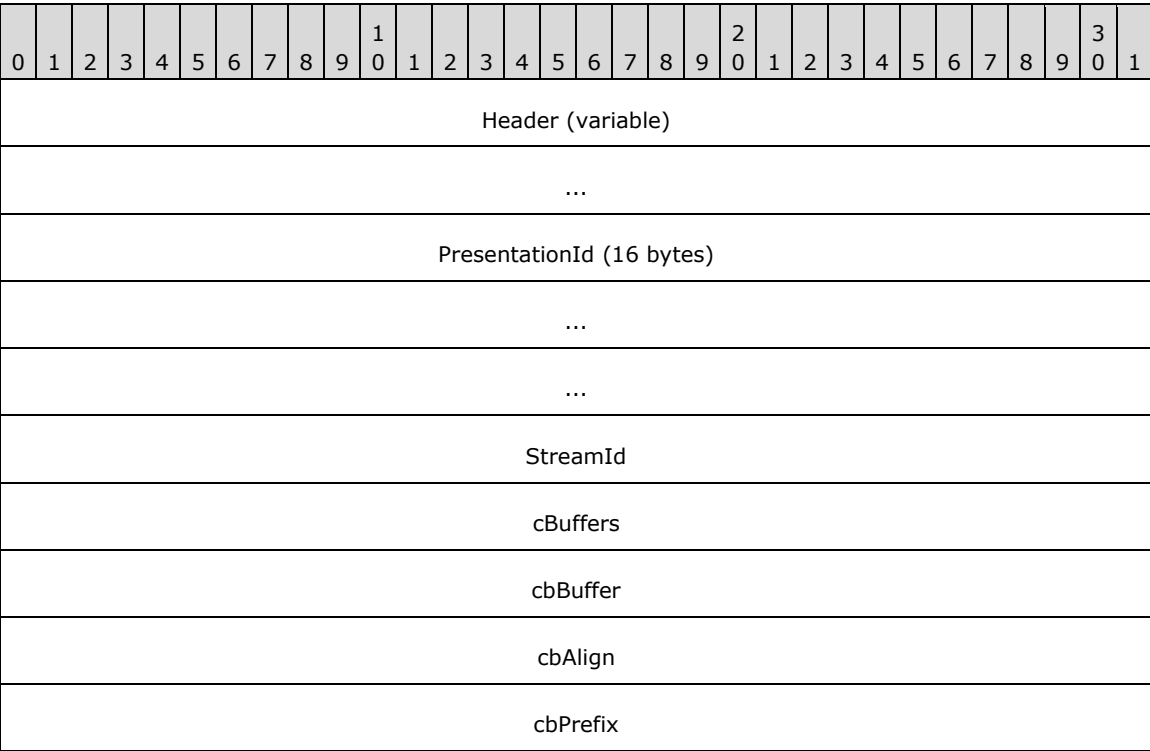 1 2 3
0 1 2 3 4 5 6 7 8 9 0 1 2 3 4 5 6 7 8 9 0 1 2 3 4 5 6 7 8 9 0 1
Header (variable)
...
PresentationId (16 bytes)
...
...
StreamId
cBuffers
cbBuffer
cbAlign
cbPrefix